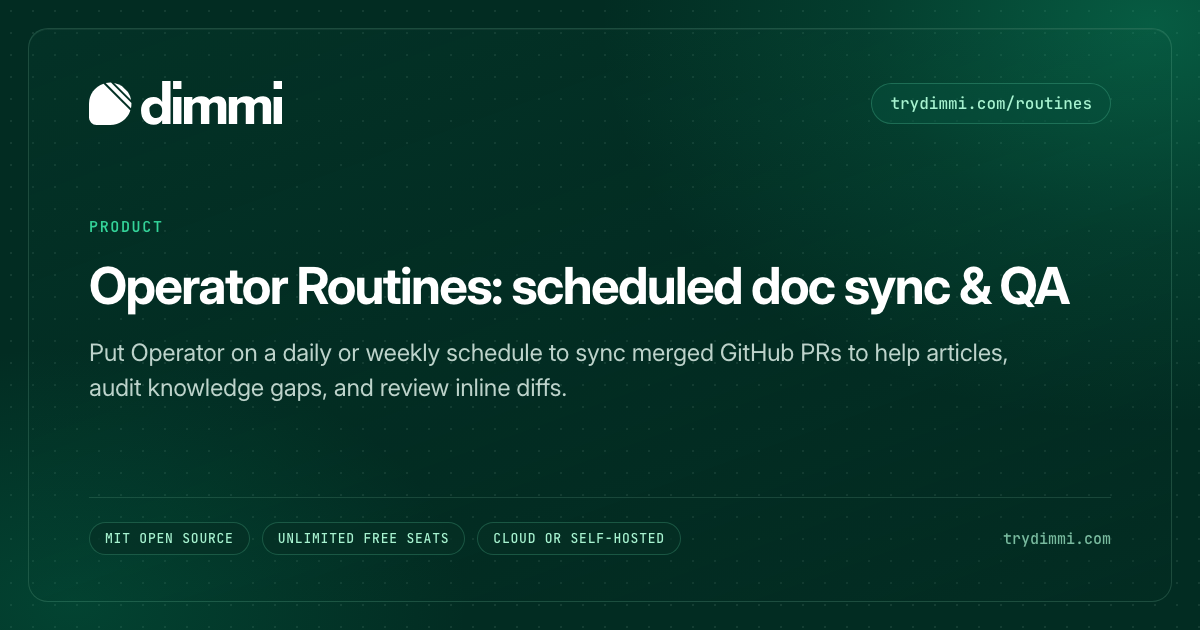 dimmi
trydimmi.com/routines
PRODUCT
Operator Routines: scheduled doc sync & QA
Put Operator on a daily or weekly schedule to sync merged GitHub PRs to help articles,
audit knowledge gaps, and review inline diffs.
MIT OPEN SOURCE
UNLIMITED FREE SEATS
CLOUD OR SELF-HOSTED
trydimmi.com